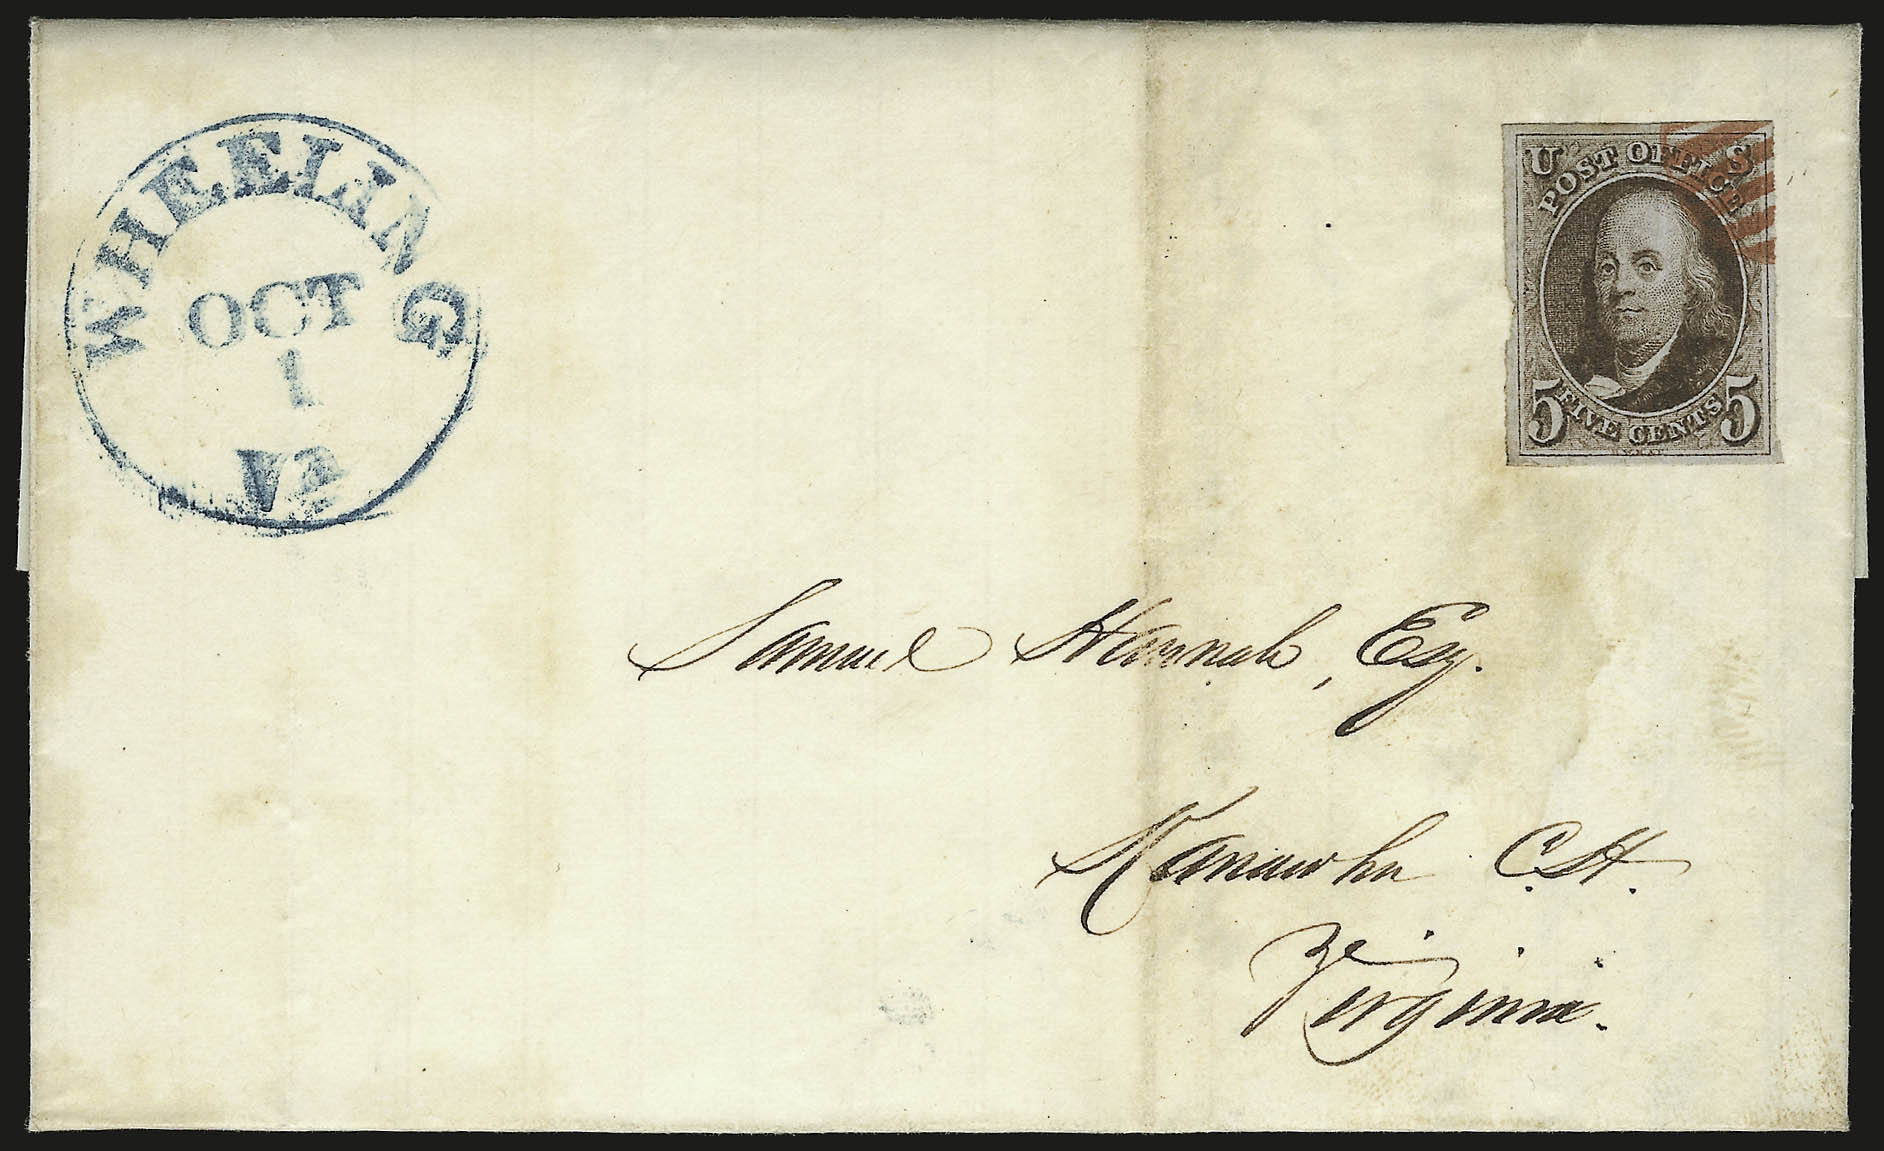 WHEELING
OCT
1
Va
U S
POST OFFICE
5 FIVE CENTS 5
Samuel Hannah, Esq.
Kanawha C.H.
Virginia.